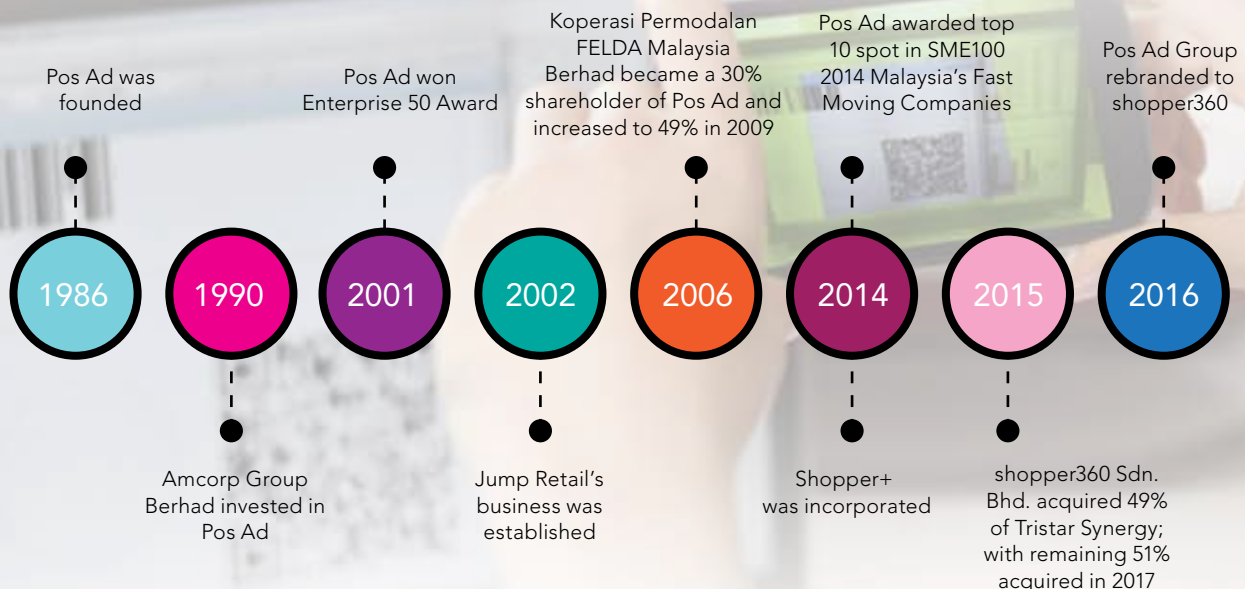 Pos Ad was
founded
Pos Ad won
Enterprise 50 Award
Koperasi Permodalan
FELDA Malaysia
Berhad became a 30%
shareholder of Pos Ad and
increased to 49% in 2009
Pos Ad awarded top
10 spot in SME100
2014 Malaysia’s Fast
Moving Companies
Pos Ad Group
rebranded to
shopper360
1986
1990
2001
2002
2006
2014
2015
2016
Amcorp Group
Berhad invested in
Pos Ad
Jump Retail’s
business was
established
Shopper+
was incorporated
shopper360 Sdn.
Bhd. acquired 49%
of Tristar Synergy;
with remaining 51%
acquired in 2017